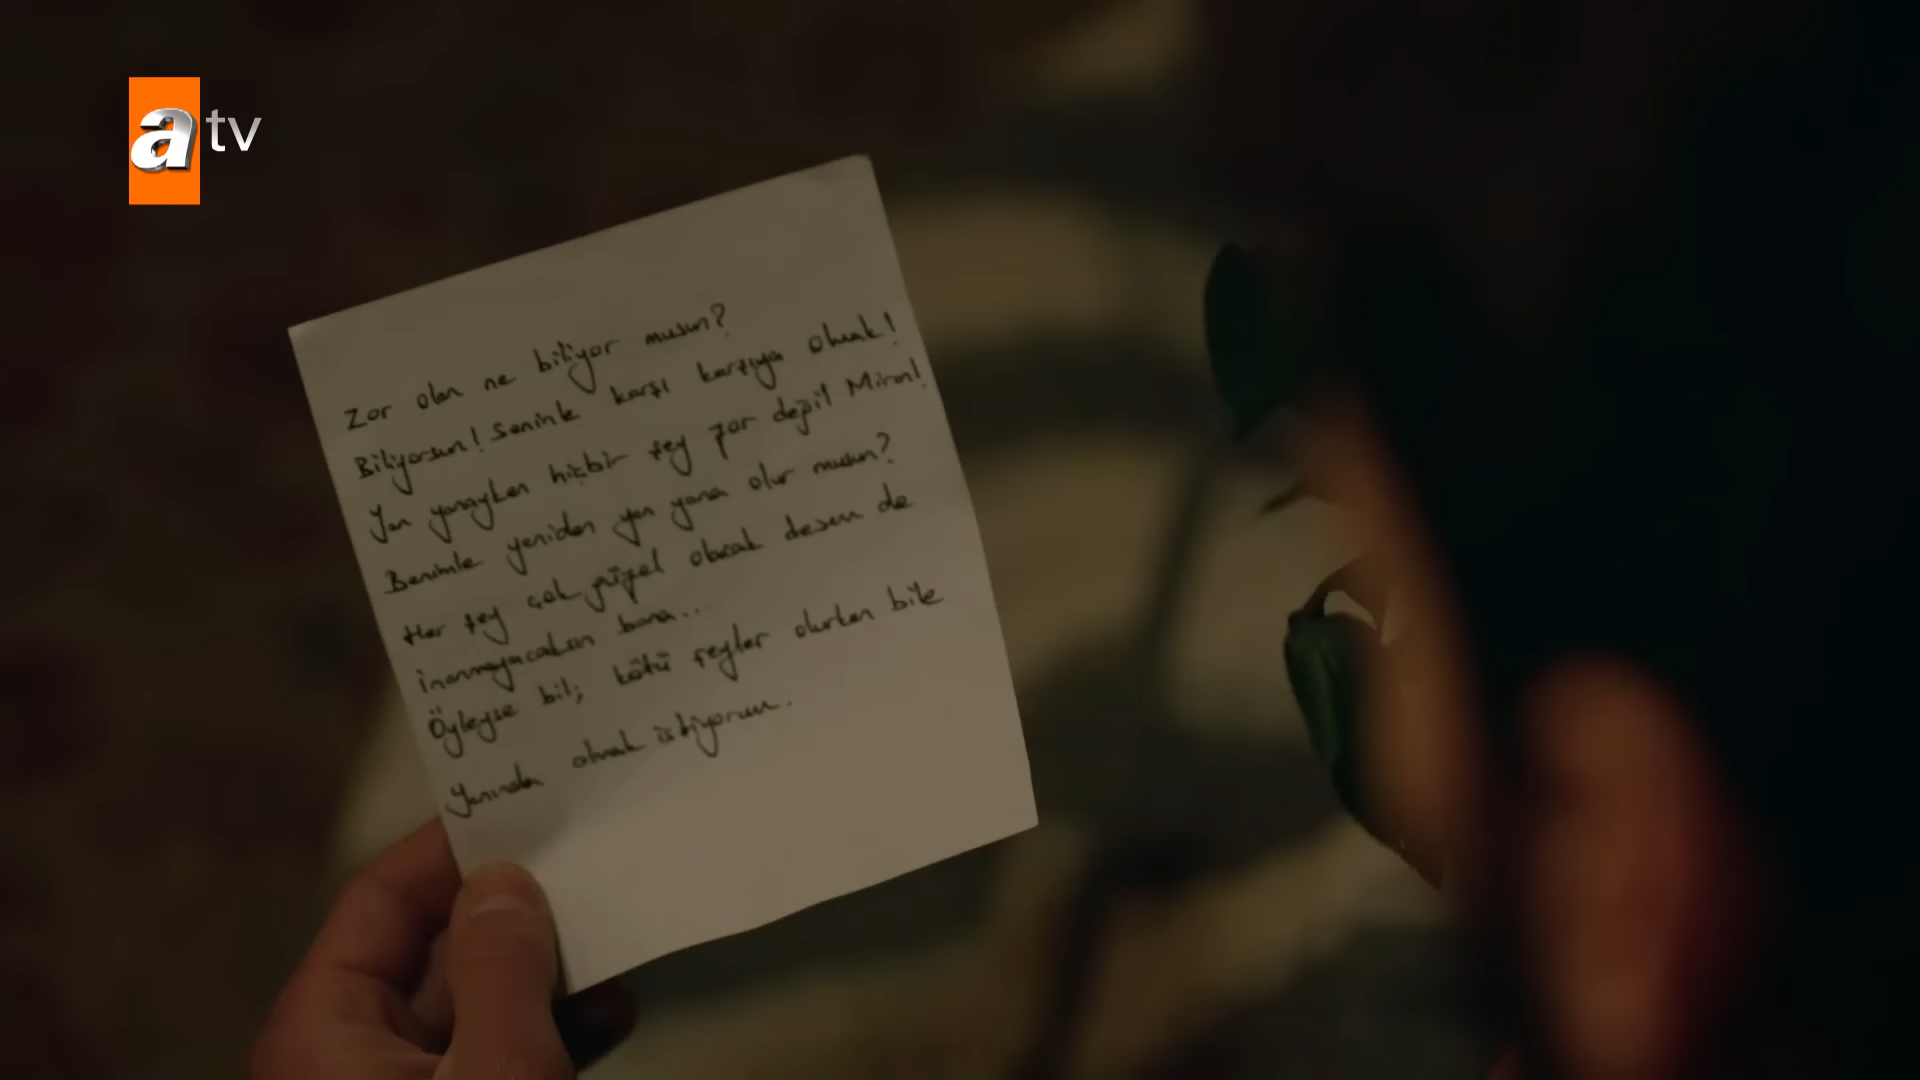 atv
Zor olan ne biliyor musun?
Biliyorsun! Seninle karşı karşıya olmak!
Yan yanayken hiçbir şey zor değil Miran!
Benimle yeniden yan yana olur musun?
Her şey çok güzel olacak desem de
inanmayacaksın bana..
Öyleyse bil; kötü şeyler olurken bile
Yanında olmak istiyorum.